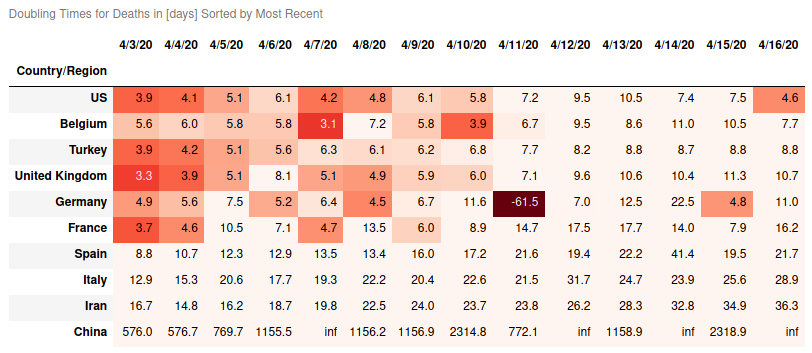 Doubling Times for Deaths in [days] Sorted by Most Recent
4/3/20 4/4/20 4/5/20 4/6/20 4/7/20 4/8/20 4/9/20 4/10/20 4/11/20 4/12/20 4/13/20 4/14/20 4/15/20 4/16/20
Country/Region
US 3.9 4.1 5.1 6.1 4.2 4.8 6.1 5.8 7.2 9.5 10.5 7.4 7.5 4.6
Belgium 5.6 6.0 5.8 5.8 3.1 7.2 5.8 3.9 6.7 9.5 8.6 11.0 10.5 7.7
Turkey 3.9 4.2 5.1 5.6 6.3 6.1 6.2 6.8 7.7 8.2 8.8 8.7 8.8 8.8
United Kingdom 3.3 3.9 5.1 8.1 5.1 4.9 5.9 6.0 7.1 9.6 10.6 10.4 11.3 10.7
Germany 4.9 5.6 7.5 5.2 6.4 4.5 6.7 11.6 -61.5 7.0 12.5 22.5 4.8 11.0
France 3.7 4.6 10.5 7.1 4.7 13.5 6.0 8.9 14.7 17.5 17.7 14.0 7.9 16.2
Spain 8.8 10.7 12.3 12.9 13.5 13.4 16.0 17.2 21.6 19.4 22.2 41.4 19.5 21.7
Italy 12.9 15.3 20.6 17.7 19.3 22.2 20.4 22.6 21.5 31.7 24.7 23.9 25.6 28.9
Iran 16.7 14.8 16.2 18.7 19.8 22.5 24.0 23.7 23.8 26.2 28.3 32.8 34.9 36.3
China 576.0 576.7 769.7 1155.5 inf 1156.2 1156.9 2314.8 772.1 inf 1158.9 inf 2318.9 inf